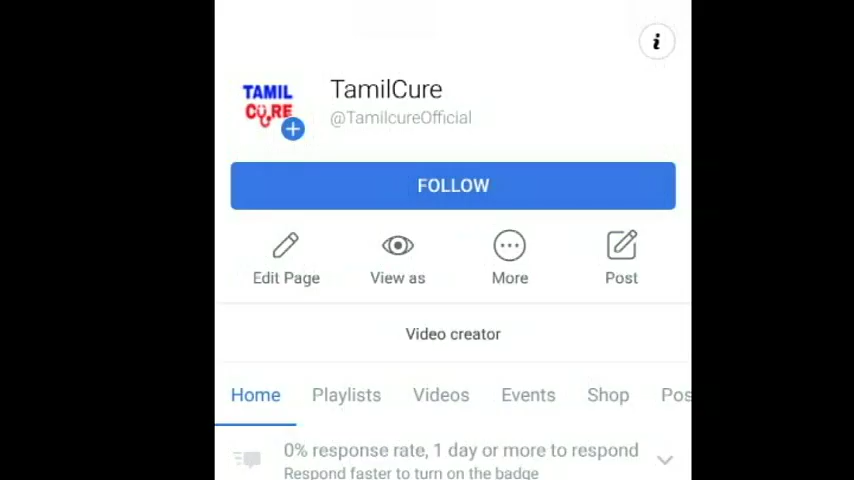 TAMIL
CURE
TamilCure
@TamilcureOfficial
FOLLOW
Edit Page
View as
More
Post
Video creator
Home
Playlists
Videos
Events
Shop
Pos
0% response rate, 1 day or more to respond
Respond faster to turn on the badge